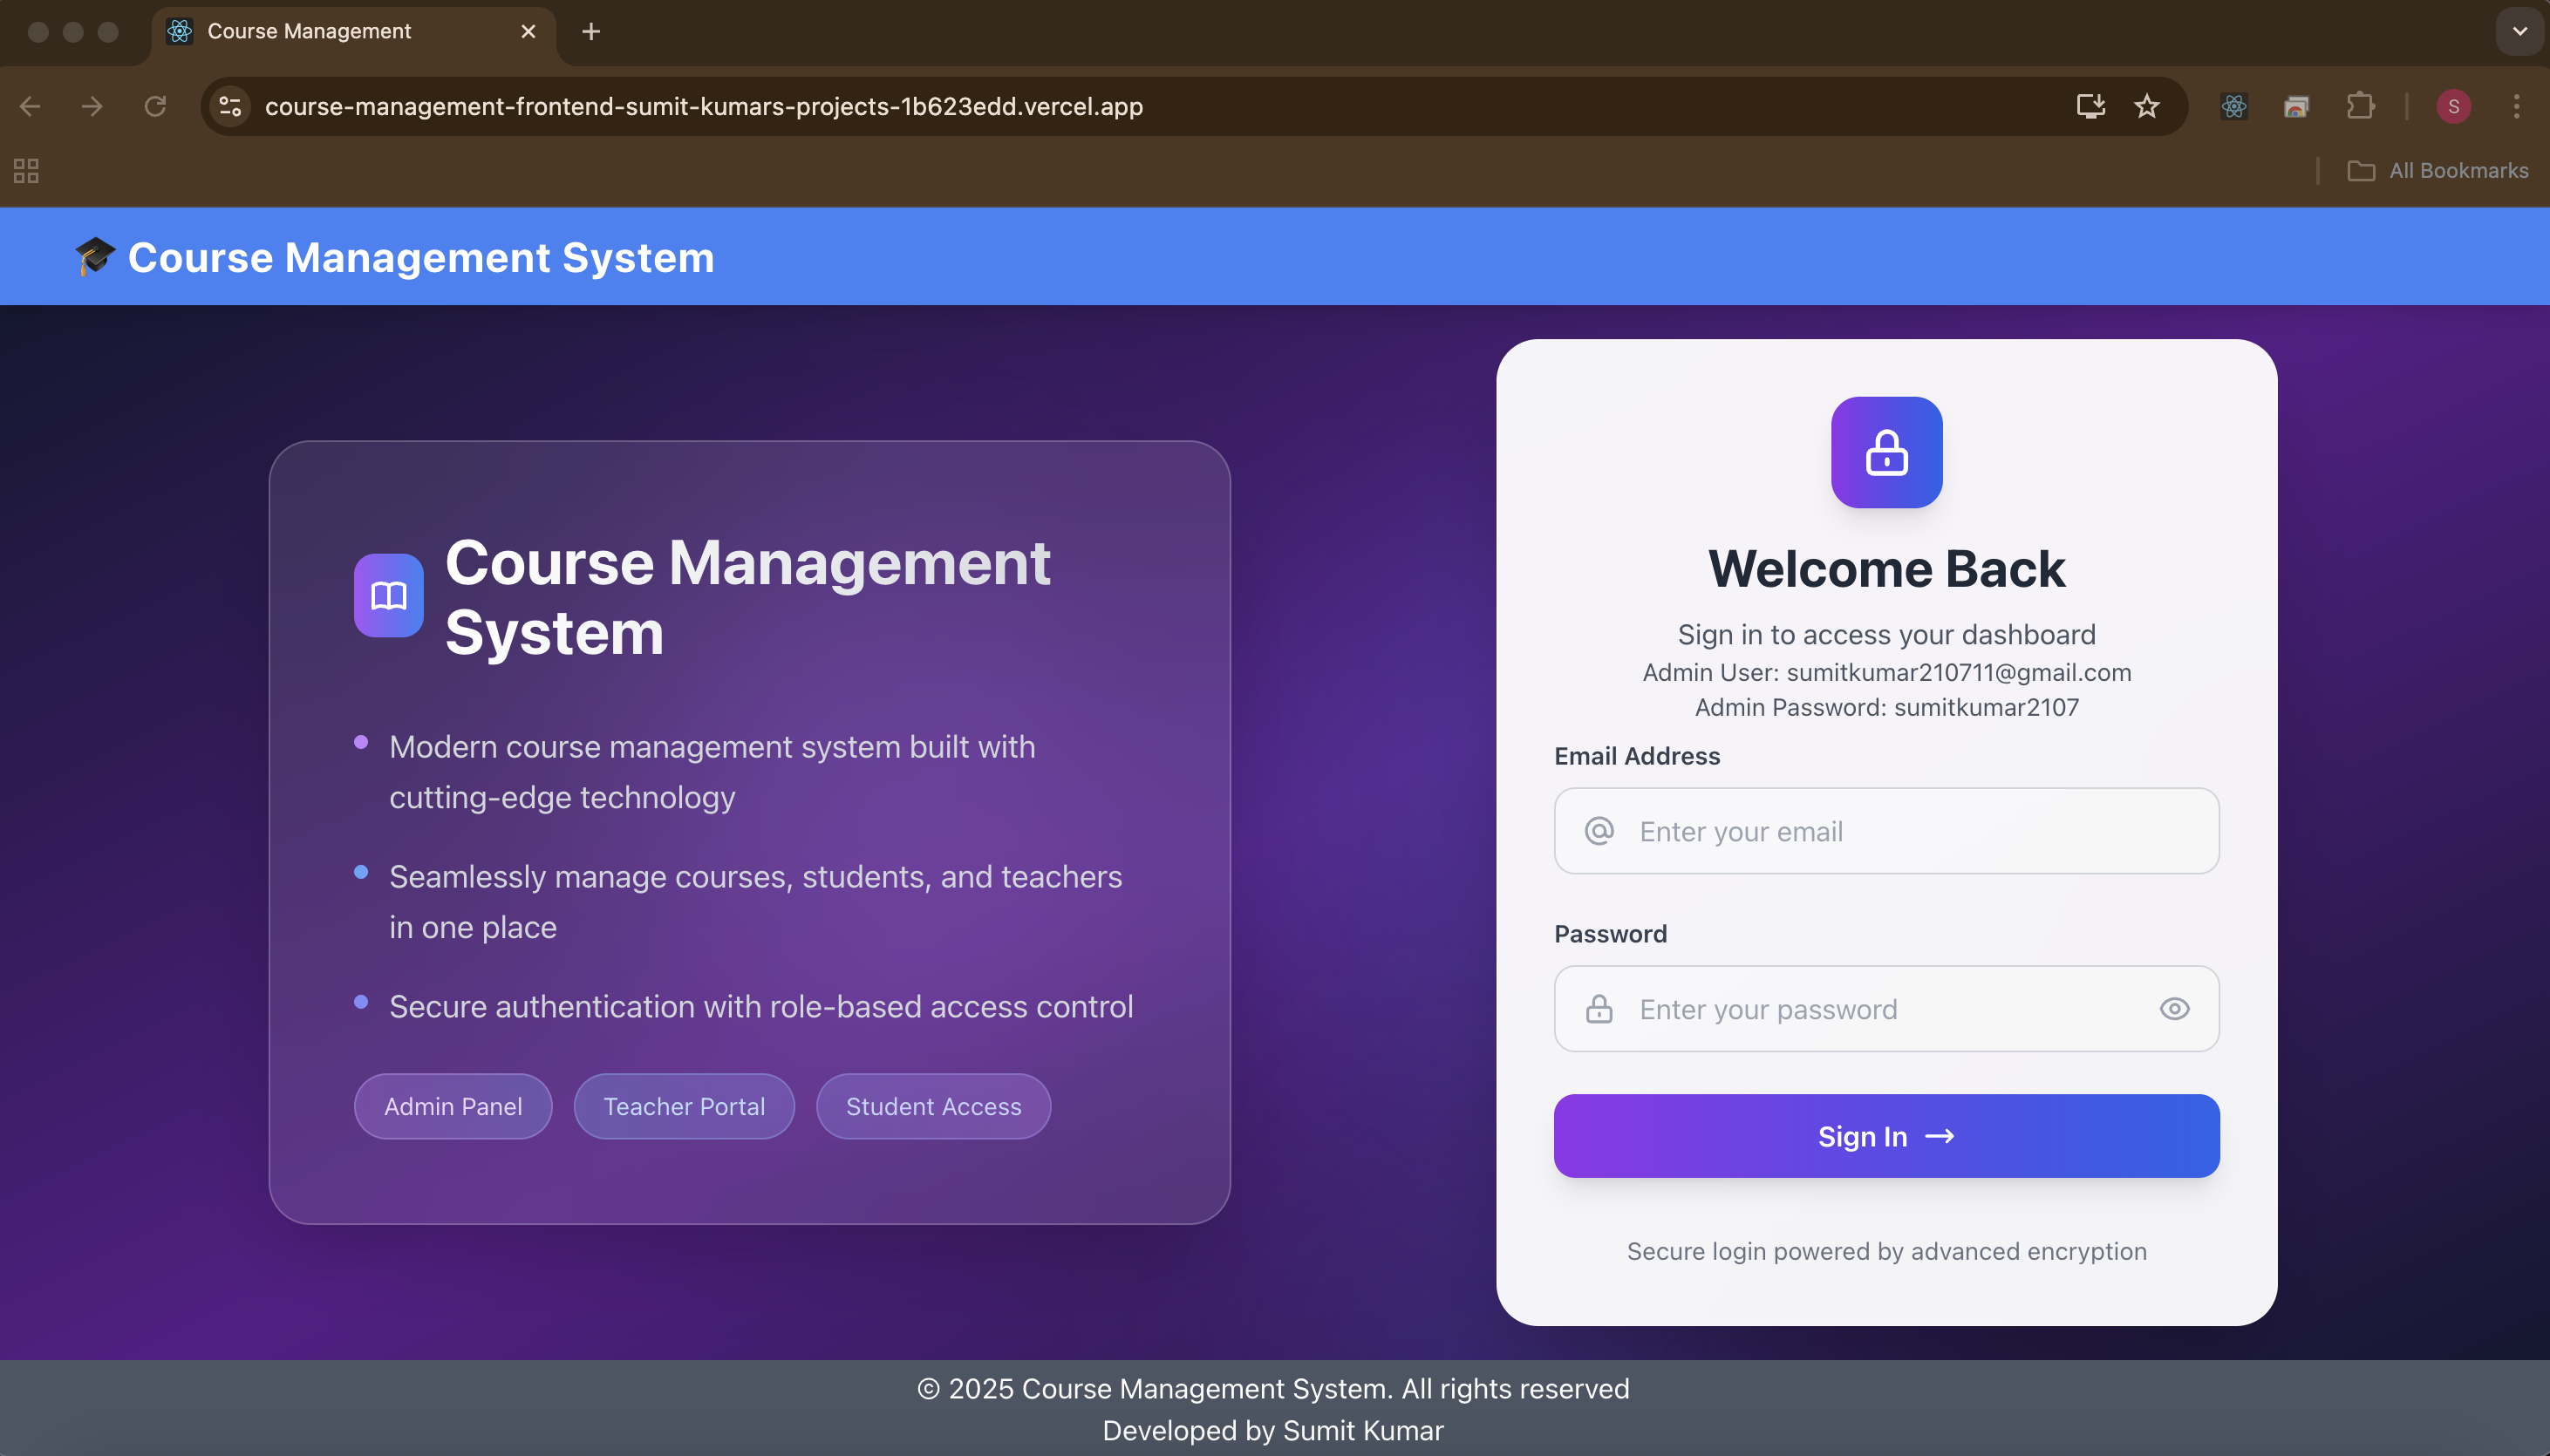 Course Management
course-management-frontend-sumit-kumars-projects-1b623edd.vercel.app
S
All Bookmarks
Course Management System
Course Management
System
Modern course management system built with
cutting-edge technology
Seamlessly manage courses, students, and teachers
in one place
Secure authentication with role-based access control
Admin Panel
Teacher Portal
Student Access
Welcome Back
Sign in to access your dashboard
Admin User: sumitkumar210711@gmail.com
Admin Password: sumitkumar2107
Email Address
Enter your email
Password
Enter your password
Sign In →
Secure login powered by advanced encryption
© 2025 Course Management System. All rights reserved
Developed by Sumit Kumar